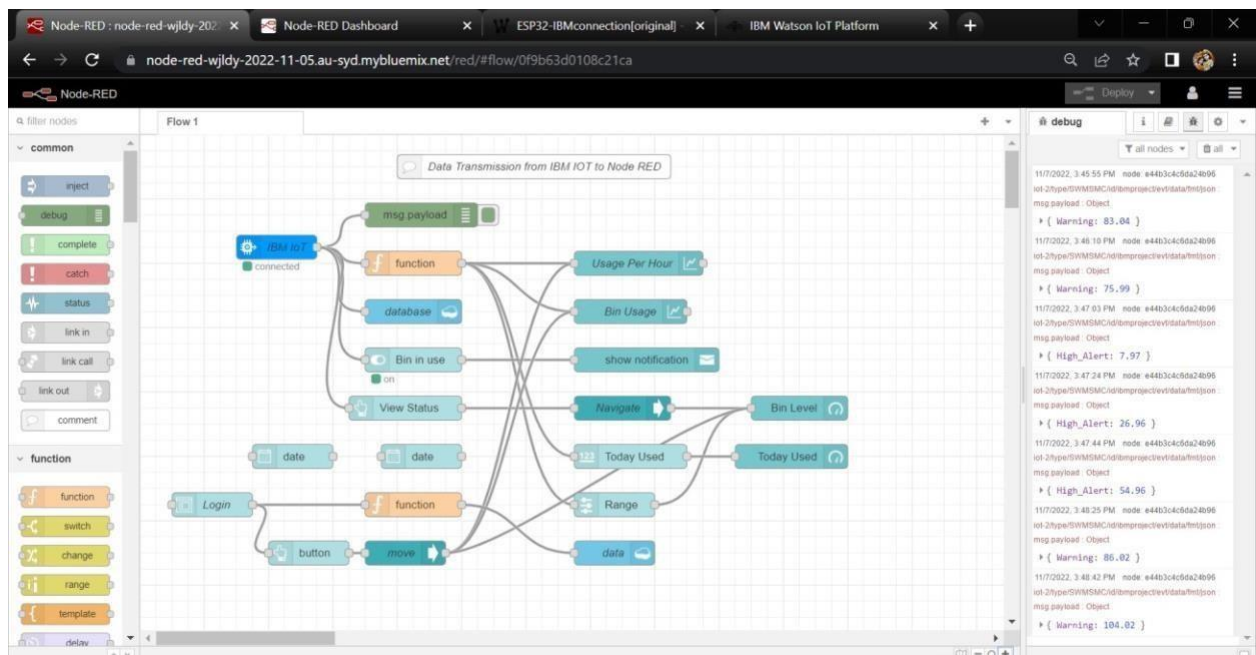 Node-RED : node-red-wjldy-202
Node-RED Dashboard
ESP32-IBMconnection[original] -
IBM Watson IoT Platform
node-red-wjldy-2022-11-05.au-syd.mybluemix.net/red/#flow/0f9b63d0108c21ca
Node-RED
Deploy
filter nodes
Flow 1
debug
all nodes
all
common
inject
debug
complete
catch
status
link in
link call
link out
comment
function
function
switch
change
range
template
delay
Data Transmission from IBM IOT to Node RED
msg payload
IBM IoT
connected
function
Usage Per Hour
database
Bin Usage
Bin in use
on
show notification
View Status
Navigate
Bin Level
date
date
123
Today Used
Today Used
Login
function
Range
button
move
data
11/7/2022, 3:45:55 PM node: e44b3c4c6da24b96
iot-2/type/SWMSMC/id/ibmproject/evt/data/fmt/json :
msg.payload : Object
{ Warning: 83.04 }
11/7/2022, 3:46:10 PM node: e44b3c4c6da24b96
iot-2/type/SWMSMC/id/ibmproject/evt/data/fmt/json :
msg.payload : Object
{ Warning: 75.99 }
11/7/2022, 3:47:03 PM node: e44b3c4c6da24b96
iot-2/type/SWMSMC/id/ibmproject/evt/data/fmt/json :
msg.payload : Object
{ High_Alert: 7.97 }
11/7/2022, 3:47:24 PM node: e44b3c4c6da24b96
iot-2/type/SWMSMC/id/ibmproject/evt/data/fmt/json :
msg.payload : Object
{ High_Alert: 26.96 }
11/7/2022, 3:47:44 PM node: e44b3c4c6da24b96
iot-2/type/SWMSMC/id/ibmproject/evt/data/fmt/json :
msg.payload : Object
{ High_Alert: 54.96 }
11/7/2022, 3:48:25 PM node: e44b3c4c6da24b96
iot-2/type/SWMSMC/id/ibmproject/evt/data/fmt/json :
msg.payload : Object
{ Warning: 86.02 }
11/7/2022, 3:48:42 PM node: e44b3c4c6da24b96
iot-2/type/SWMSMC/id/ibmproject/evt/data/fmt/json :
msg.payload : Object
{ Warning: 104.02 }